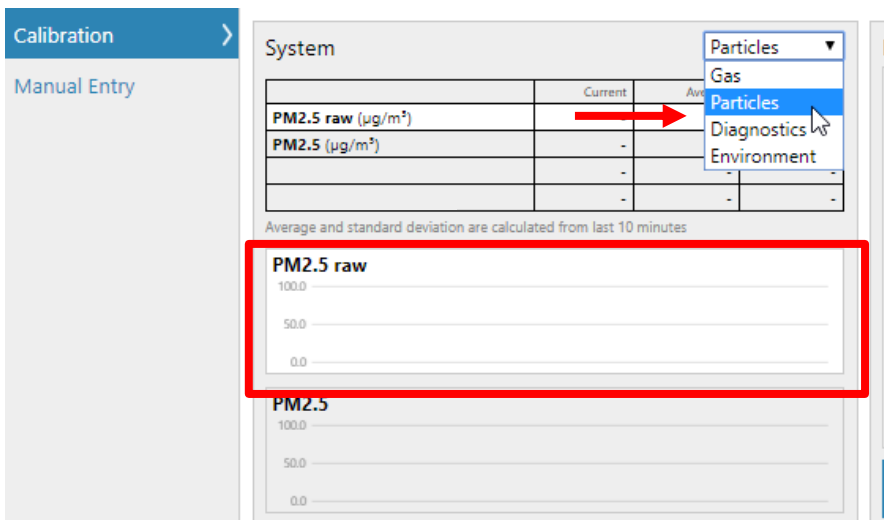 Calibration
Manual Entry
System
Particles
Gas
Particles
Diagnostics
Environment
Current
PM2.5 raw (µg/m³) -
PM2.5 (µg/m³) -
- - -
- - -
Average and standard deviation are calculated from last 10 minutes
PM2.5 raw
100.0
50.0
0.0
PM2.5
100.0
50.0
0.0